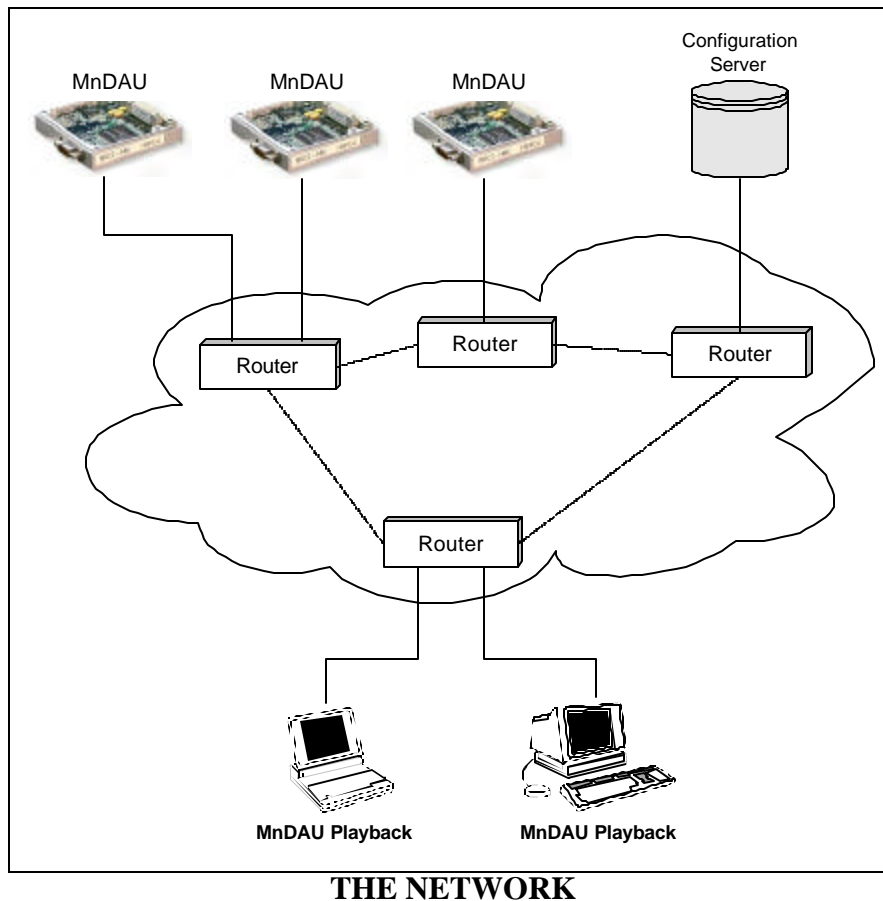 Configuration
Server
MnDAU
MnDAU
MnDAU
Router
Router
Router
Router
MnDAU Playback
MnDAU Playback
THE NETWORK